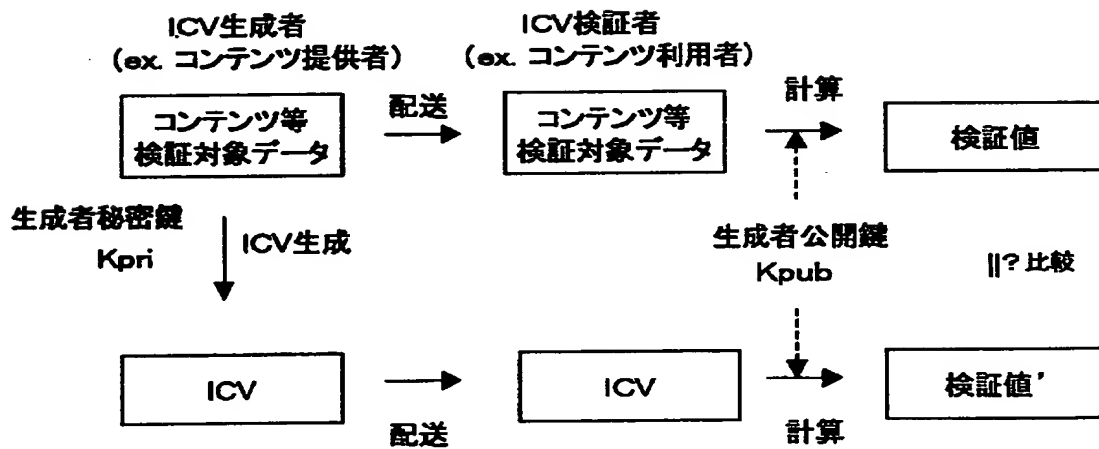 ICV生成者
(ex. コンテンツ提供者)
ICV検証者
(ex. コンテンツ利用者)
コンテンツ等
検証対象データ
配送
コンテンツ等
検証対象データ
計算
検証値
生成者秘密鍵
Kpri
ICV生成
生成者公開鍵
Kpub
||? 比較
ICV
配送
ICV
計算
検証値'